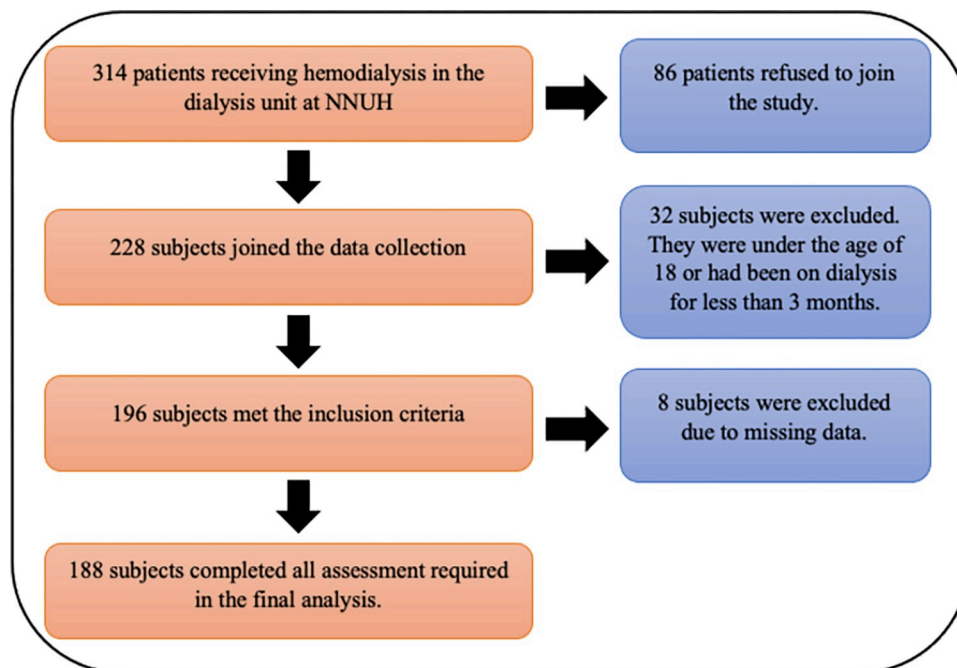 314 patients receiving hemodialysis in the
dialysis unit at NNUH
86 patients refused to join
the study.
228 subjects joined the data collection
32 subjects were excluded.
They were under the age of
18 or had been on dialysis
for less than 3 months.
196 subjects met the inclusion criteria
8 subjects were excluded
due to missing data.
188 subjects completed all assessment required
in the final analysis.